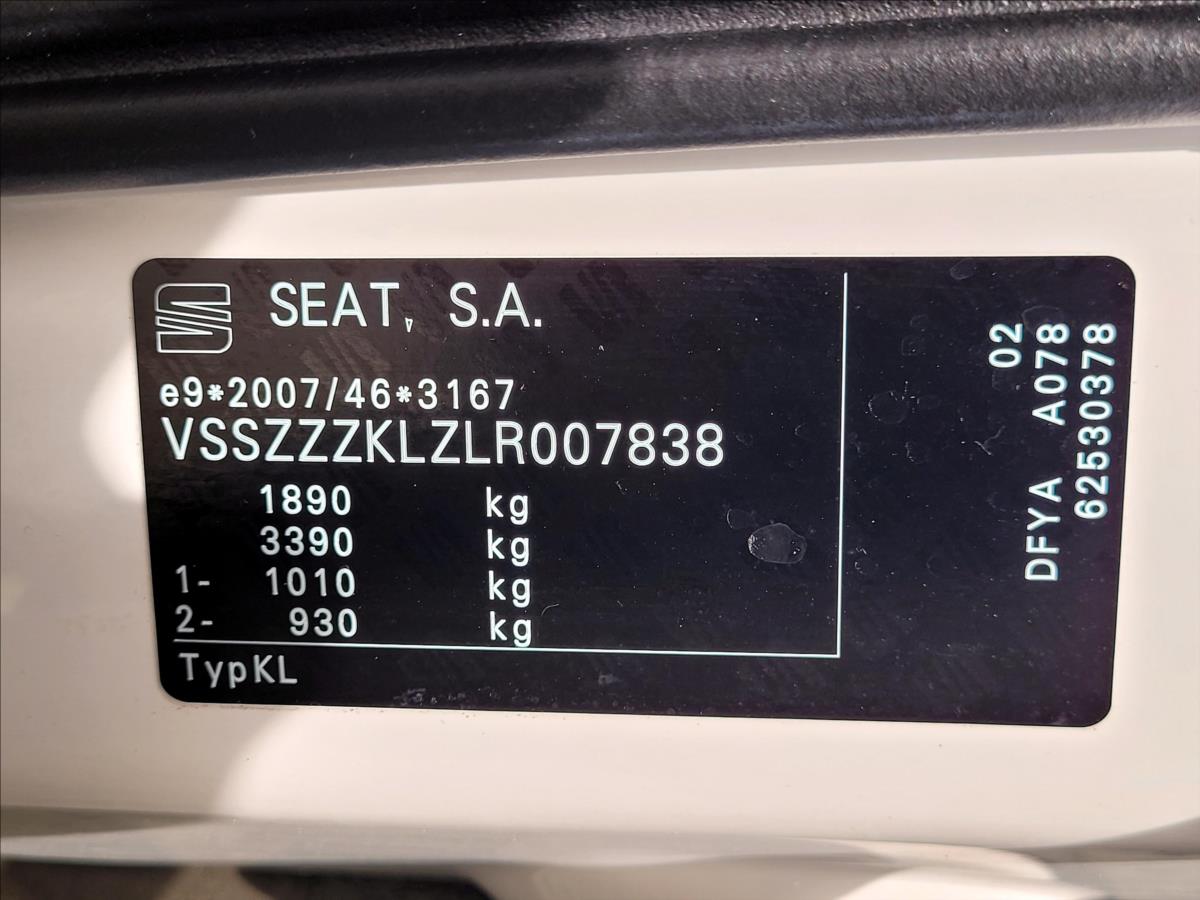 SEAT, S.A.
e9*2007/46*3167
VSSZZZKLZLR007838
1890 kg
3390 kg
1- 1010 kg
2- 930 kg
TypKL
02
DFYA A078
62530378